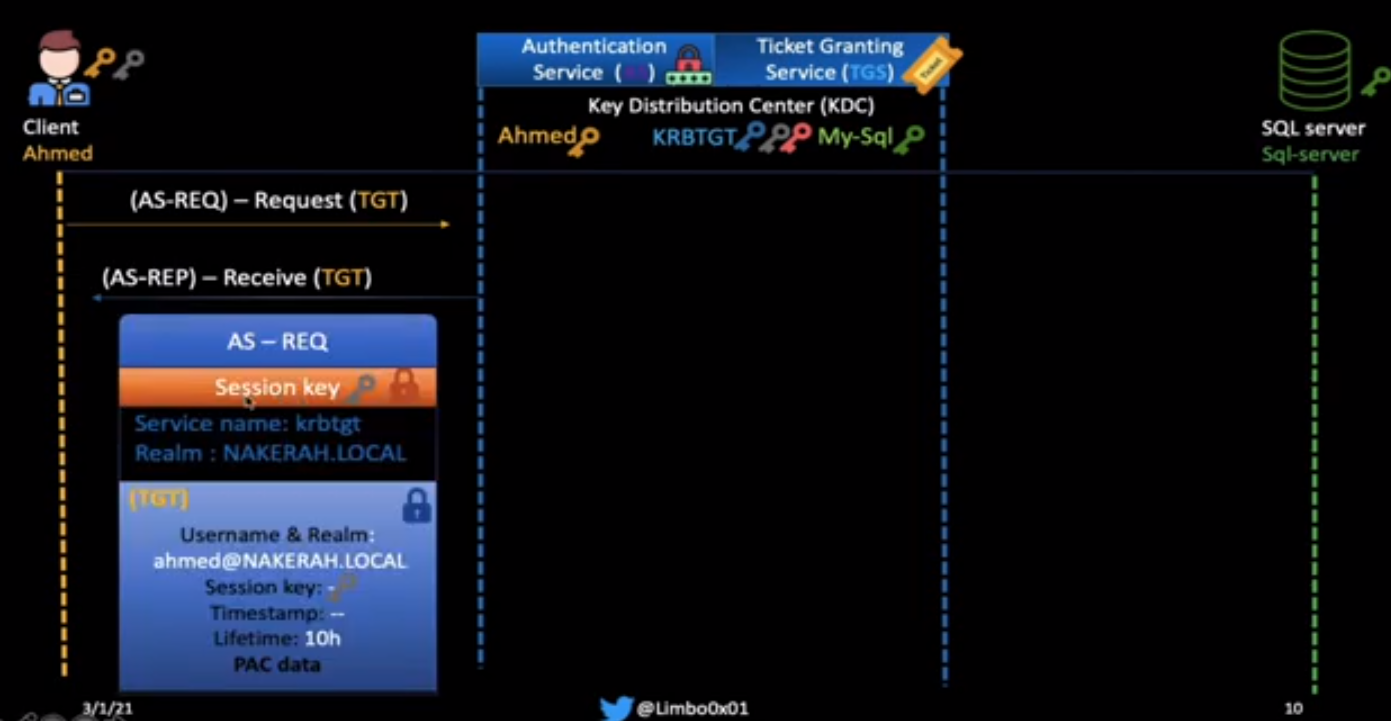 Authentication
Service (AS)
Ticket Granting
Service (TGS)
Ticket
Key Distribution Center (KDC)
Ahmed
KRBTGT
My-Sql
Client
Ahmed
SQL server
Sql-server
(AS-REQ) – Request (TGT)
(AS-REP) – Receive (TGT)
AS – REQ
Session key
Service name: krbtgt
Realm : NAKERAH.LOCAL
(TGT)
Username & Realm:
ahmed@NAKERAH.LOCAL
Session key: -
Timestamp: --
Lifetime: 10h
PAC data
3/1/21
@Limbo0x01
10